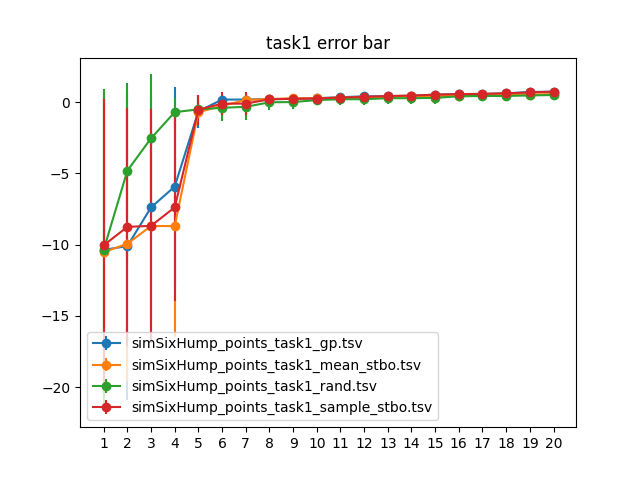 task1 error bar
0
−5
−10
−15
−20
simSixHump_points_task1_gp.tsv
simSixHump_points_task1_mean_stbo.tsv
simSixHump_points_task1_rand.tsv
simSixHump_points_task1_sample_stbo.tsv
1 2 3 4 5 6 7 8 9 10 11 12 13 14 15 16 17 18 19 20